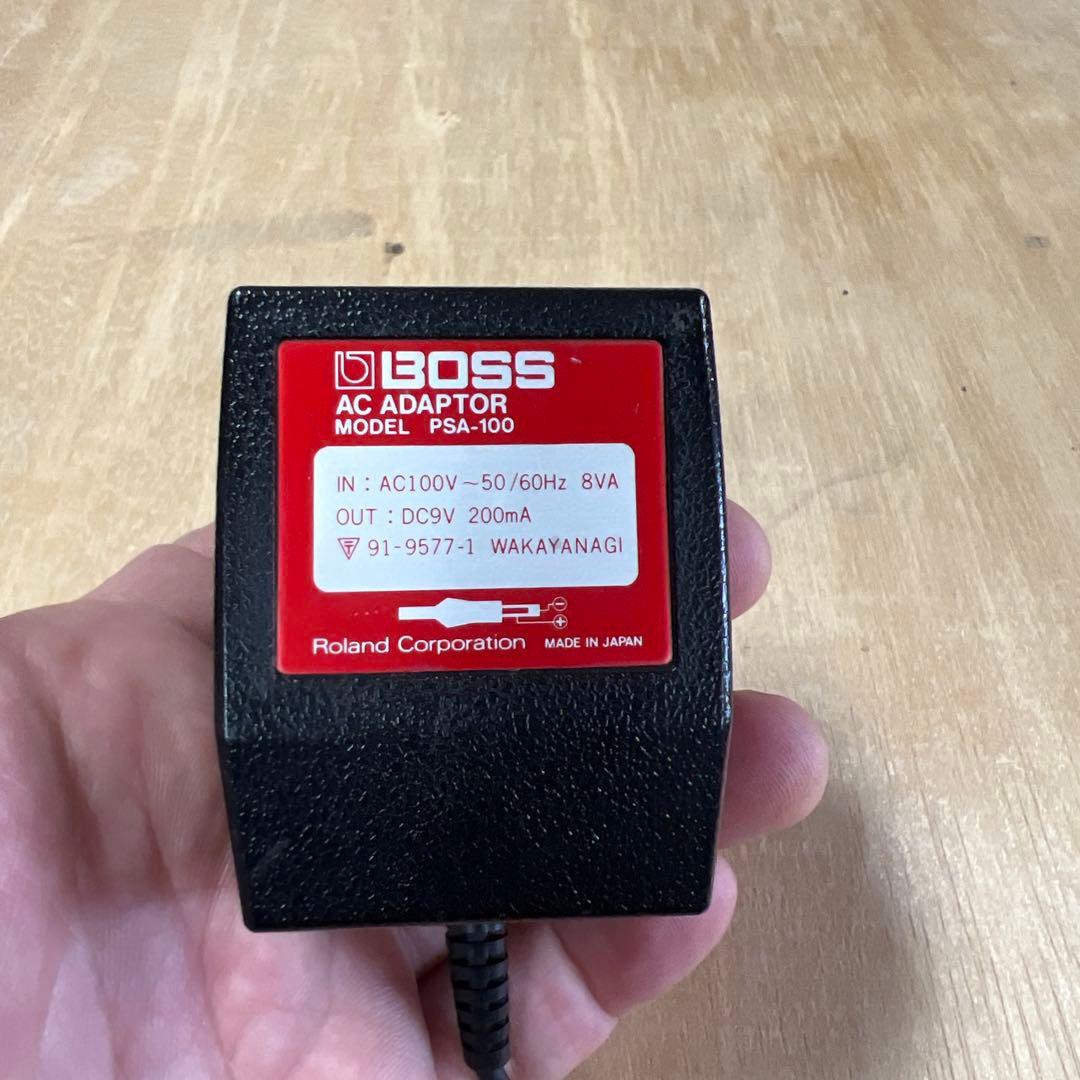 BOSS
AC ADAPTOR
MODEL PSA-100
IN : AC100V~50/60Hz 8VA
OUT : DC9V 200mA
91-9577-1 WAKAYANAGI
Roland Corporation MADE IN JAPAN